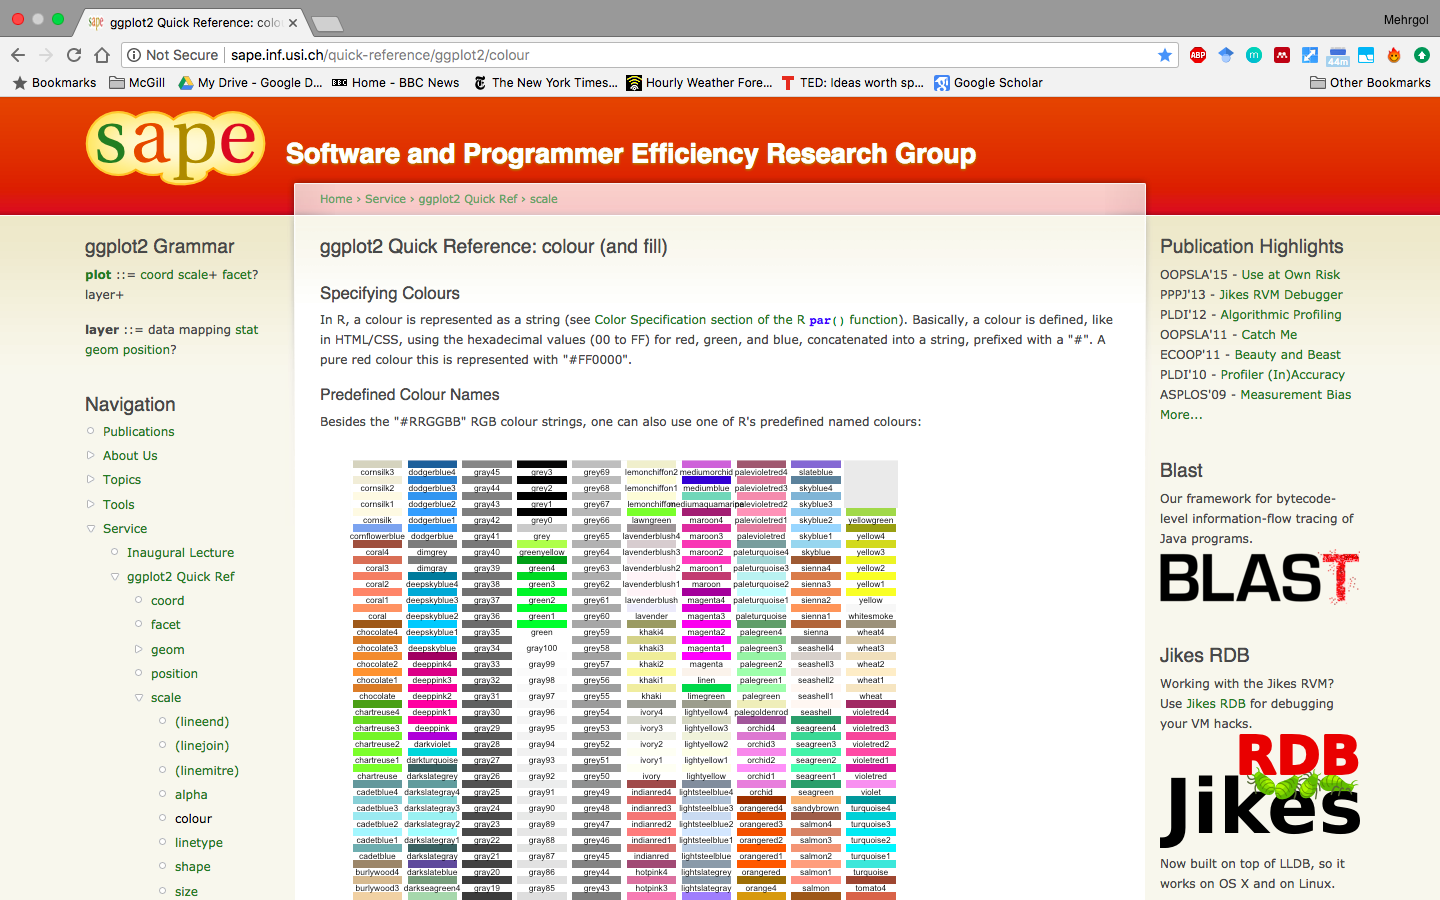 ggplot2 Quick Reference: colo
Mehrgol
Not Secure | sape.inf.usi.ch/quick-reference/ggplot2/colour
ABP
m
44m
Bookmarks McGill My Drive - Google D... BBC Home - BBC News The New York Times... Hourly Weather Fore... TED: Ideas worth sp... Google Scholar Other Bookmarks
sape
Software and Programmer Efficiency Research Group
Home › Service › ggplot2 Quick Ref › scale
ggplot2 Grammar
plot ::= coord scale+ facet?
layer+
layer ::= data mapping stat
geom position?
Navigation
Publications
About Us
Topics
Tools
Service
Inaugural Lecture
ggplot2 Quick Ref
coord
facet
geom
position
scale
(lineend)
(linejoin)
(linemitre)
alpha
colour
linetype
shape
size
ggplot2 Quick Reference: colour (and fill)
Specifying Colours
In R, a colour is represented as a string (see Color Specification section of the R par() function). Basically, a colour is defined, like
in HTML/CSS, using the hexadecimal values (00 to FF) for red, green, and blue, concatenated into a string, prefixed with a "#". A
pure red colour this is represented with "#FF0000".
Predefined Colour Names
Besides the "#RRGGBB" RGB colour strings, one can also use one of R's predefined named colours:
cornsilk3 dodgerblue4 gray45 grey3 grey69 lemonchiffon2 mediumorchid palevioletred4 slateblue
cornsilk2 dodgerblue3 gray44 grey2 grey68 lemonchiffon1 mediumblue palevioletred3 skyblue4
cornsilk1 dodgerblue2 gray43 grey1 grey67 lemonchiffon mediumaquamarine palevioletred2 skyblue3
cornsilk dodgerblue1 gray42 grey0 grey66 lawngreen maroon4 palevioletred1 skyblue2 yellowgreen
cornflowerblue dodgerblue gray41 grey grey65 lavenderblush4 maroon3 palevioletred skyblue1 yellow4
coral4 dimgrey gray40 greenyellow grey64 lavenderblush3 maroon2 paleturquoise4 skyblue yellow3
coral3 dimgray gray39 green4 grey63 lavenderblush2 maroon1 paleturquoise3 sienna4 yellow2
coral2 deepskyblue4 gray38 green3 grey62 lavenderblush1 maroon paleturquoise2 sienna3 yellow1
coral1 deepskyblue3 gray37 green2 grey61 lavenderblush magenta4 paleturquoise1 sienna2 yellow
coral deepskyblue2 gray36 green1 grey60 lavender magenta3 paleturquoise sienna1 whitesmoke
chocolate4 deepskyblue1 gray35 green grey59 khaki4 magenta2 palegreen4 sienna wheat4
chocolate3 deepskyblue gray34 gray100 grey58 khaki3 magenta1 palegreen3 seashell4 wheat3
chocolate2 deeppink4 gray33 gray99 grey57 khaki2 magenta palegreen2 seashell3 wheat2
chocolate1 deeppink3 gray32 gray98 grey56 khaki1 linen palegreen1 seashell2 wheat1
chocolate deeppink2 gray31 gray97 grey55 khaki limegreen palegreen seashell1 wheat
chartreuse4 deeppink1 gray30 gray96 grey54 ivory4 lightyellow4 palegoldenrod seashell violetred4
chartreuse3 deeppink gray29 gray95 grey53 ivory3 lightyellow3 orchid4 seagreen4 violetred3
chartreuse2 darkviolet gray28 gray94 grey52 ivory2 lightyellow2 orchid3 seagreen3 violetred2
chartreuse1 darkturquoise gray27 gray93 grey51 ivory1 lightyellow1 orchid2 seagreen2 violetred1
chartreuse darkslategrey gray26 gray92 grey50 ivory lightyellow orchid1 seagreen1 violetred
cadetblue4 darkslategray4 gray25 gray91 grey49 indianred4 lightsteelblue4 orchid seagreen violet
cadetblue3 darkslategray3 gray24 gray90 grey48 indianred3 lightsteelblue3 orangered4 sandybrown turquoise4
cadetblue2 darkslategray2 gray23 gray89 grey47 indianred2 lightsteelblue2 orangered3 salmon4 turquoise3
cadetblue1 darkslategray1 gray22 gray88 grey46 indianred1 lightsteelblue1 orangered2 salmon3 turquoise2
cadetblue darkslategray gray21 gray87 grey45 indianred lightsteelblue orangered1 salmon2 turquoise1
burlywood4 darkslateblue gray20 gray86 grey44 hotpink4 lightslategrey orangered salmon1 turquoise
burlywood3 darkseagreen4 gray19 gray85 grey43 hotpink3 lightslategray orange4 salmon tomato4
Publication Highlights
OOPSLA'15 - Use at Own Risk
PPPJ'13 - Jikes RVM Debugger
PLDI'12 - Algorithmic Profiling
OOPSLA'11 - Catch Me
ECOOP'11 - Beauty and Beast
PLDI'10 - Profiler (In)Accuracy
ASPLOS'09 - Measurement Bias
More...
Blast
Our framework for bytecode-
level information-flow tracing of
Java programs.
BLAST
Jikes RDB
Working with the Jikes RVM?
Use Jikes RDB for debugging
your VM hacks.
RDB
Jikes
Now built on top of LLDB, so it
works on OS X and on Linux.